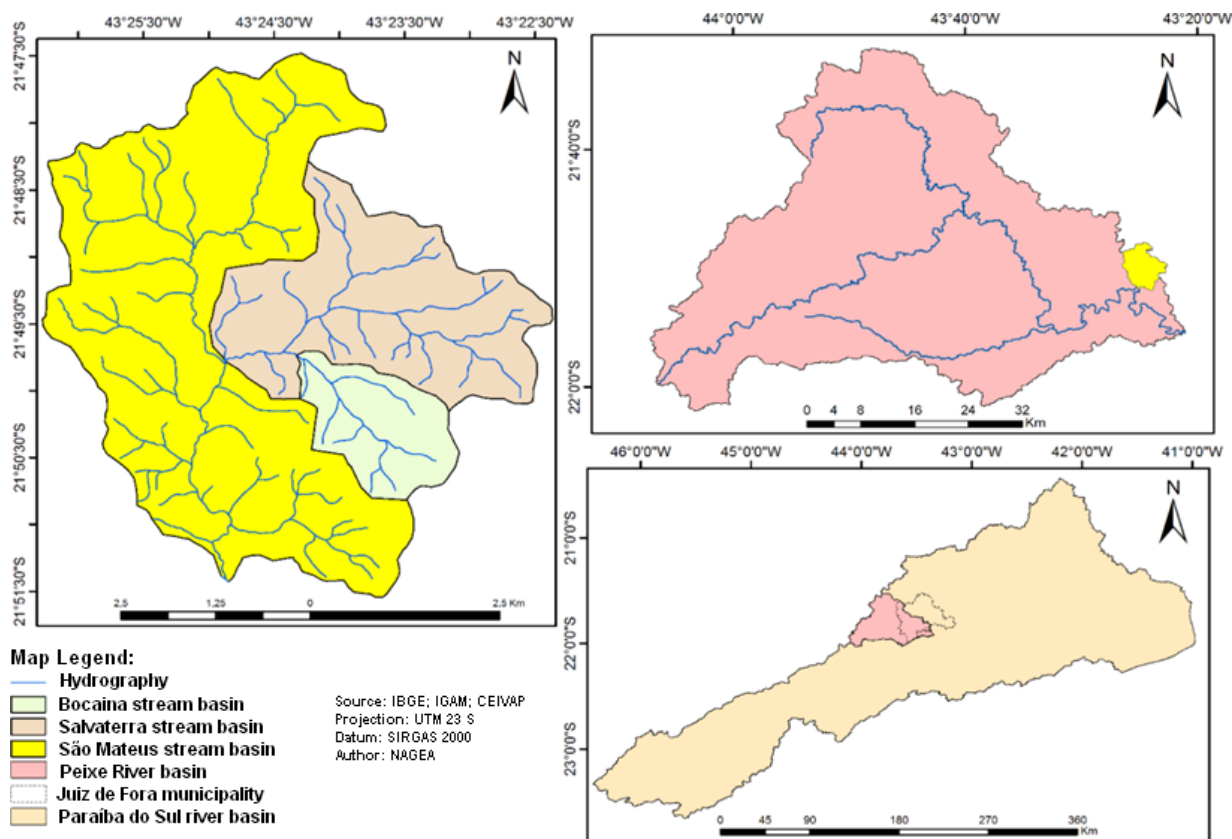 43°25'30"W 43°24'30"W 43°23'30"W 43°22'30"W
N
21°47'30"S
21°48'30"S
21°49'30"S
21°50'30"S
21°51'30"S
2.5 1.25 0 2.5 Km
44°0'0"W 43°40'0"W 43°20'0"W
N
21°40'0"S
22°0'0"S
0 4 8 16 24 32
Km
46°0'0"W 45°0'0"W 44°0'0"W 43°0'0"W 42°0'0"W 41°0'0"W
N
21°0'0"S
22°0'0"S
23°0'0"S
0 45 90 180 270 360
Km
Map Legend:
Hydrography
Bocaina stream basin
Salvaterra stream basin
São Mateus stream basin
Peixe River basin
Juiz de Fora municipality
Paraíba do Sul river basin
Source: IBGE; IGAM; CEIVAP
Projection: UTM 23 S
Datum: SIRGAS 2000
Author: NAGEA